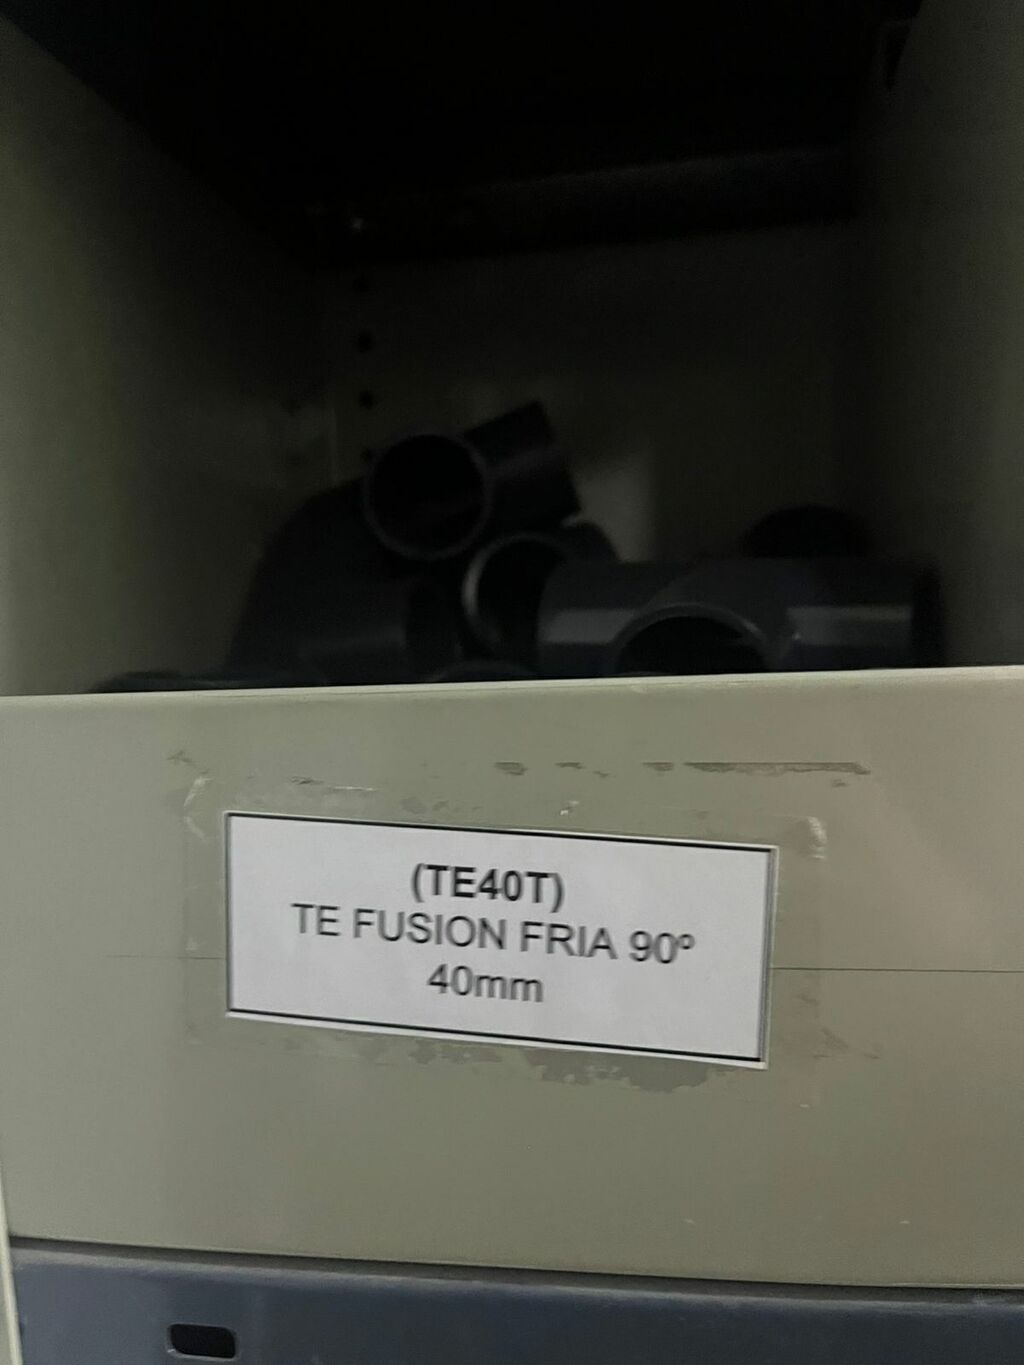 (TE40T)
TE FUSION FRIA 90º
40mm